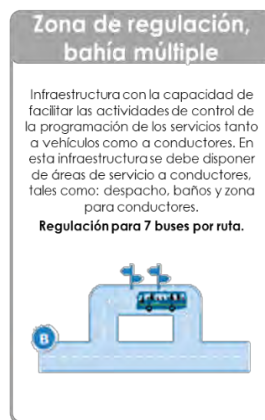 Zona de regulación,
bahía múltiple
Infraestructura con la capacidad de
facilitar las actividades de control de
la programación de los servicios tanto
a vehículos como a conductores. En
esta infraestructura se debe disponer
de áreas de servicio a conductores,
tales como: despacho, baños y zona
para conductores.
Regulación para 7 buses por ruta.
B